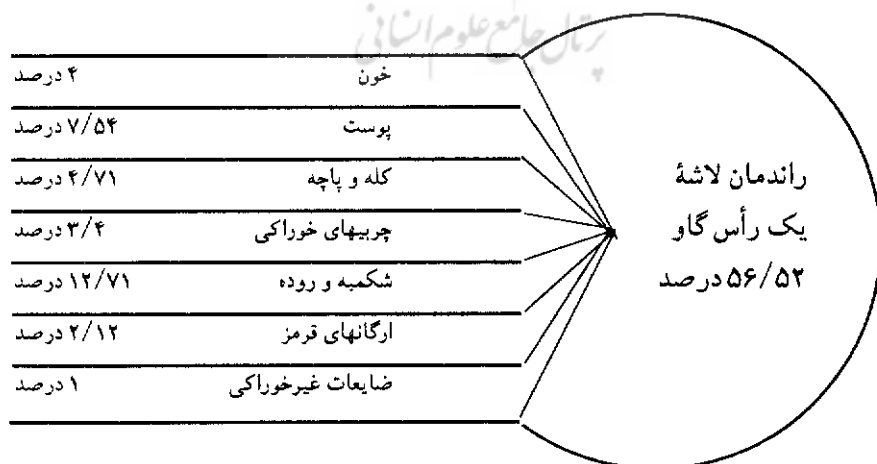 پرتال جامع علوم انسانی
راندمان لاشهٔ
یک رأس گاو
۵۶/۵۲ درصد
خون ۴ درصد
پوست ۷/۵۴ درصد
کله و پاچه ۴/۷۱ درصد
چربیهای خوراکی ۳/۴ درصد
شکمبه و روده ۱۲/۷۱ درصد
ارگانهای قرمز ۲/۱۲ درصد
ضایعات غیرخوراکی ۱ درصد